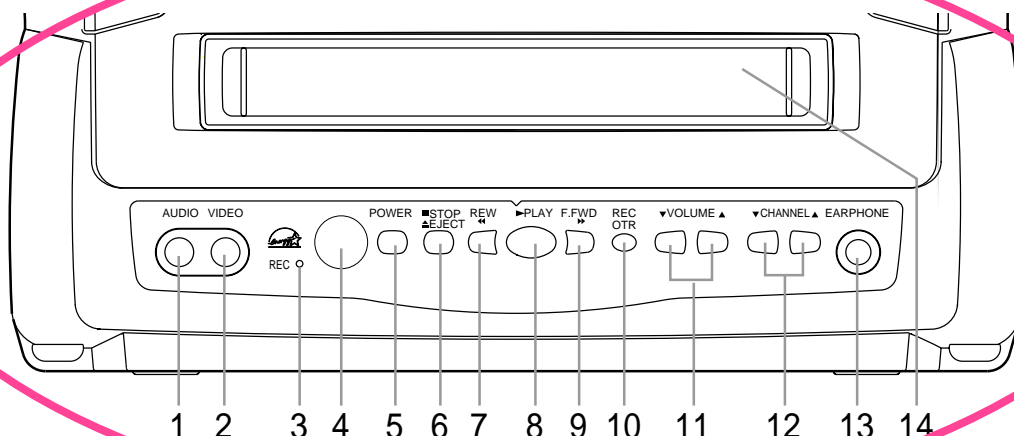 AUDIO VIDEO
POWER
■STOP
⏏EJECT
REW
◀◀
►PLAY
F.FWD
▶▶
REC
OTR
▼VOLUME▲
▼CHANNEL▲
EARPHONE
REC
1 2 3 4 5 6 7 8 9 10 11 12 13 14